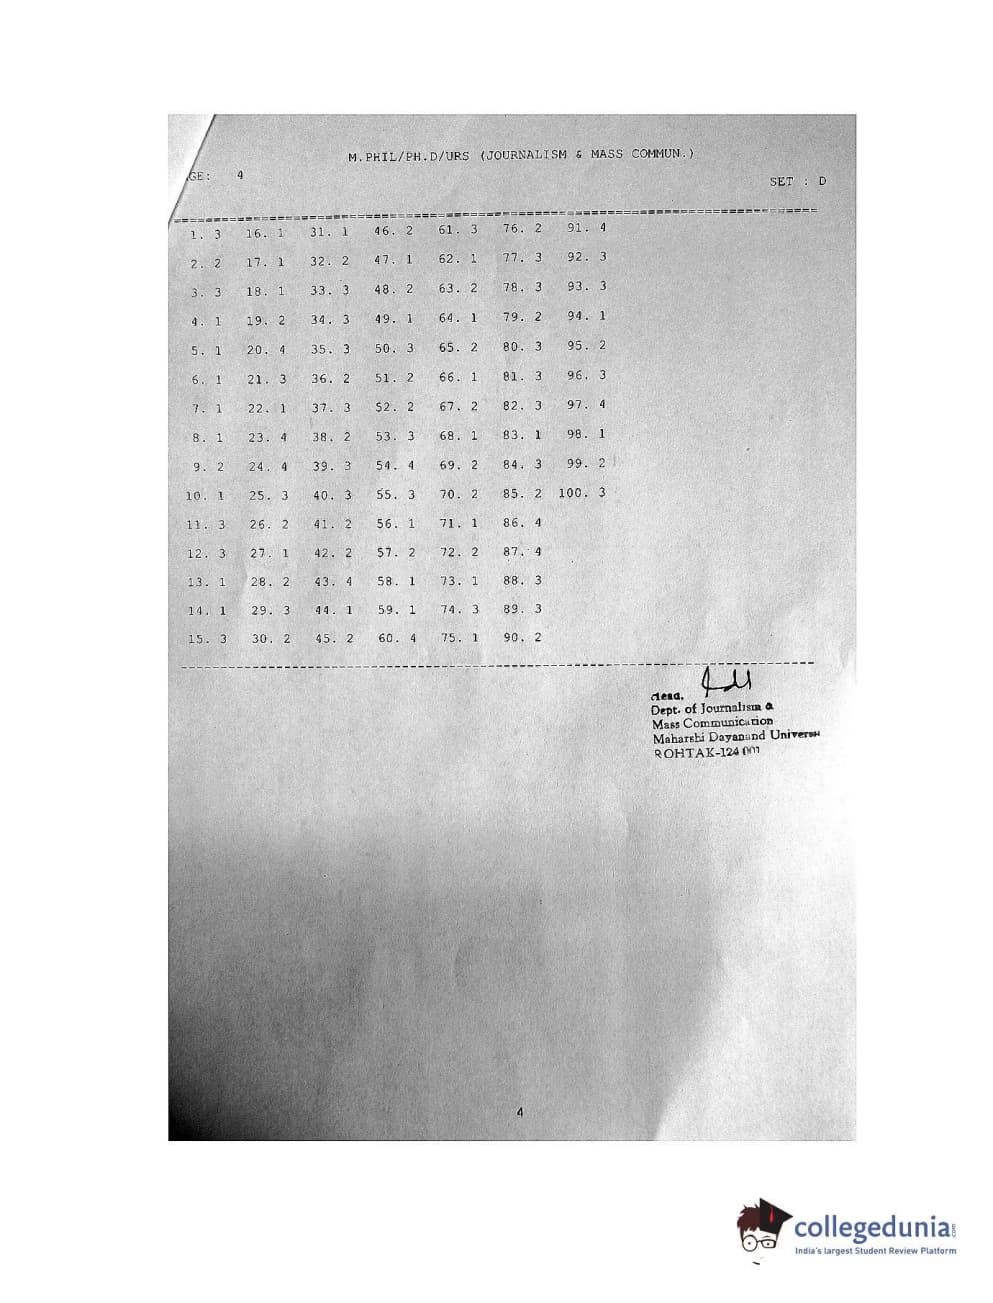 M.PHIL/PH.D/URS (JOURNALISM & MASS COMMUN.)
GE: 4
SET : D
1. 3 16. 1 31. 1 46. 2 61. 3 76. 2 91. 4
2. 2 17. 1 32. 2 47. 1 62. 1 77. 3 92. 3
3. 3 18. 1 33. 3 48. 2 63. 2 78. 3 93. 3
4. 1 19. 2 34. 3 49. 1 64. 1 79. 2 94. 1
5. 1 20. 4 35. 3 50. 3 65. 2 80. 3 95. 2
6. 1 21. 3 36. 2 51. 2 66. 1 81. 3 96. 3
7. 1 22. 1 37. 3 52. 2 67. 2 82. 3 97. 4
8. 1 23. 4 38. 2 53. 3 68. 1 83. 1 98. 1
9. 2 24. 4 39. 3 54. 4 69. 2 84. 3 99. 2
10. 1 25. 3 40. 3 55. 3 70. 2 85. 2 100. 3
11. 3 26. 2 41. 2 56. 1 71. 1 86. 4
12. 3 27. 1 42. 2 57. 2 72. 2 87. 4
13. 1 28. 2 43. 4 58. 1 73. 1 88. 3
14. 1 29. 3 44. 1 59. 1 74. 3 89. 3
15. 3 30. 2 45. 2 60. 4 75. 1 90. 2
Head.
Dept. of Journalism &
Mass Communication
Maharshi Dayanand
ROHTAK-124 001
4
collegedunia.com
India's largest Student Review Platform